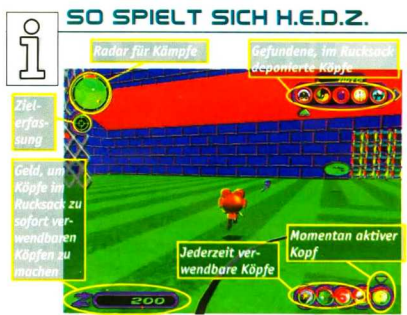 SO SPIELT SICH H.E.D.Z.
Radar für Kämpfe
Gefundene, im Rucksack
deponierte Köpfe
Ziel-
erfas-
sung
Geld, um
Köpfe im
Rucksack zu
sofort ver-
wendbaren
Köpfen zu
machen
Jederzeit ver-
wendbare Köpfe
Momentan aktiver
Kopf
200